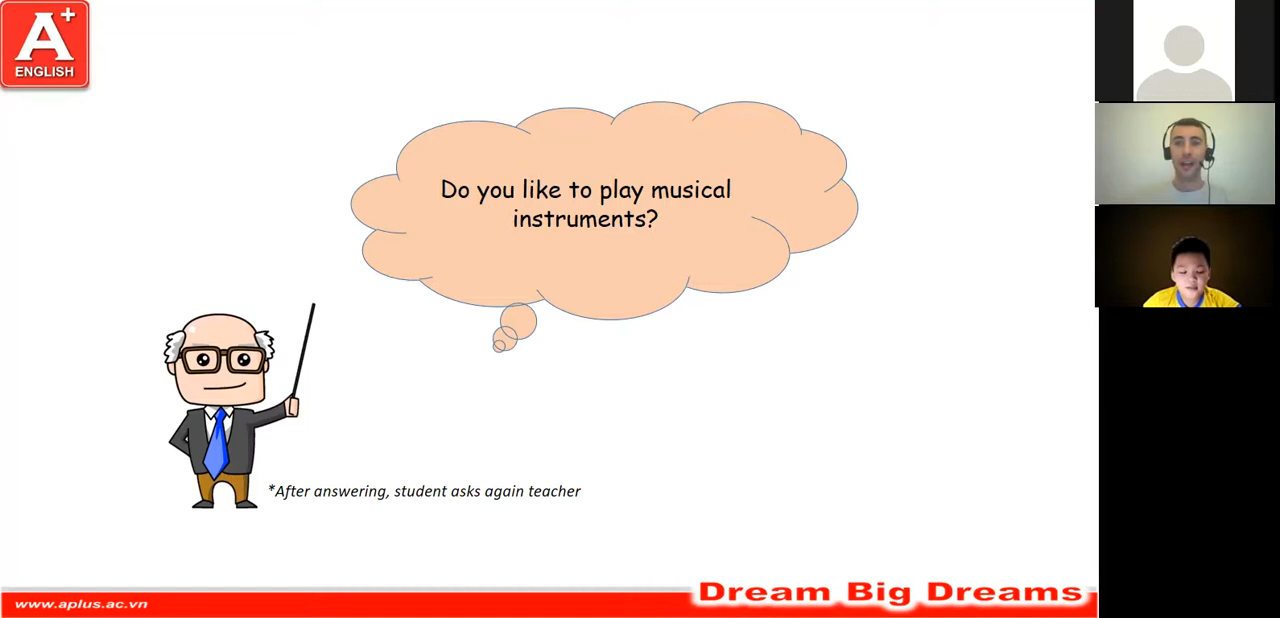 A+
ENGLISH
Do you like to play musical
instruments?
*After answering, student asks again teacher
Dream Big Dreams
www.aplus.ac.vn